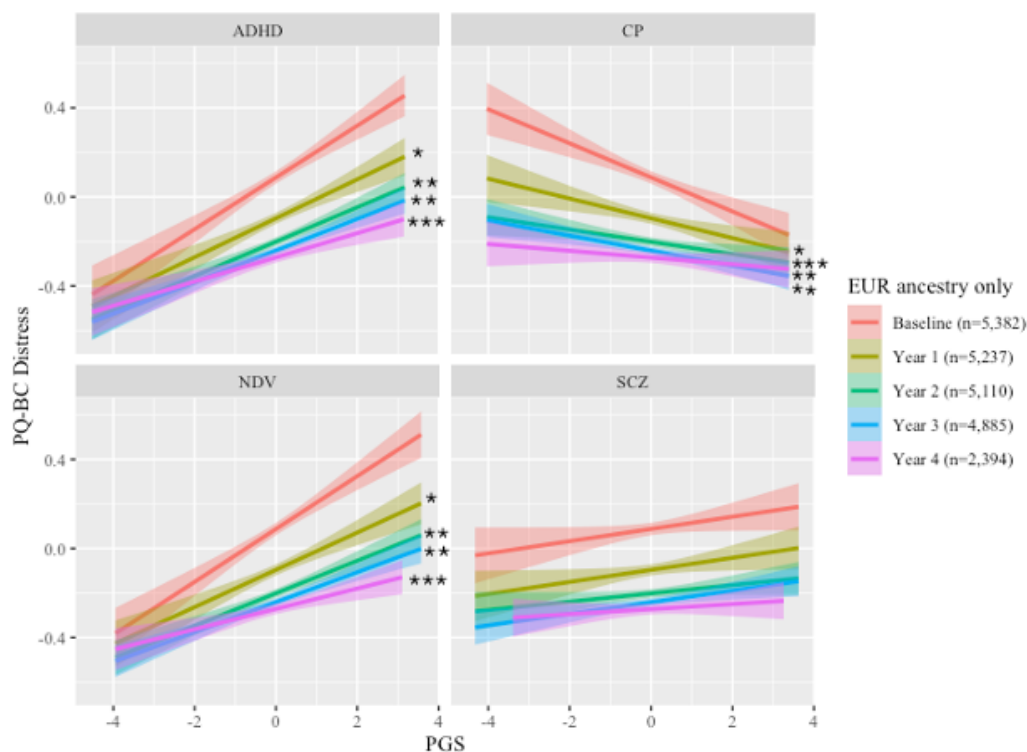 ADHD
CP
0.4
0.0
-0.4
*
**
**
***
*
***
**
**
NDV
SCZ
0.4
0.0
-0.4
*
**
**
***
-4
-2
0
2
4
-4
-2
0
2
4
PGS
PQ-BC Distress
EUR ancestry only
Baseline (n=5,382)
Year 1 (n=5,237)
Year 2 (n=5,110)
Year 3 (n=4,885)
Year 4 (n=2,394)